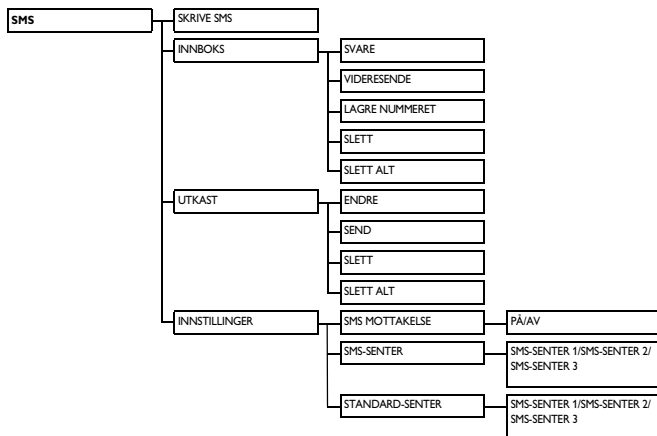 SMS
SKRIVE SMS
INNBOKS
SVARE
VIDERESENDE
LAGRE NUMMERET
SLETT
SLETT ALT
UTKAST
ENDRE
SEND
SLETT
SLETT ALT
INNSTILLINGER
SMS MOTTAKELSE
PÅ/AV
SMS-SENTER
SMS-SENTER 1/SMS-SENTER 2/
SMS-SENTER 3
STANDARD-SENTER
SMS-SENTER 1/SMS-SENTER 2/
SMS-SENTER 3